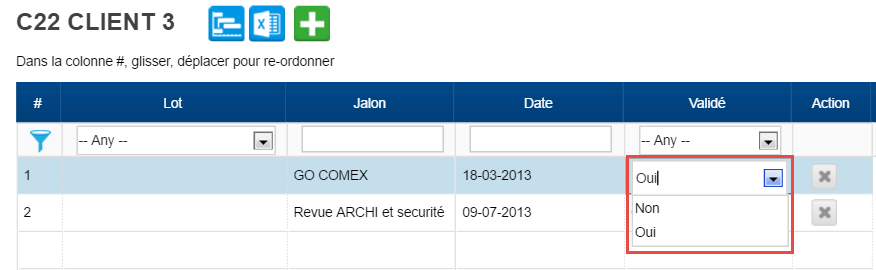 C22 CLIENT 3
Dans la colonne #, glisser, déplacer pour re-ordonner
# Lot Jalon Date Validé Action
-- Any -- -- Any --
1 GO COMEX 18-03-2013 Oui
2 Revue ARCHI et securité 09-07-2013 Non
Oui